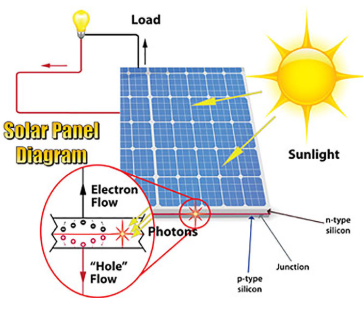 Load
Solar Panel
Diagram
Sunlight
Electron
Flow
Photons
"Hole"
Flow
n-type
silicon
Junction
p-type
silicon